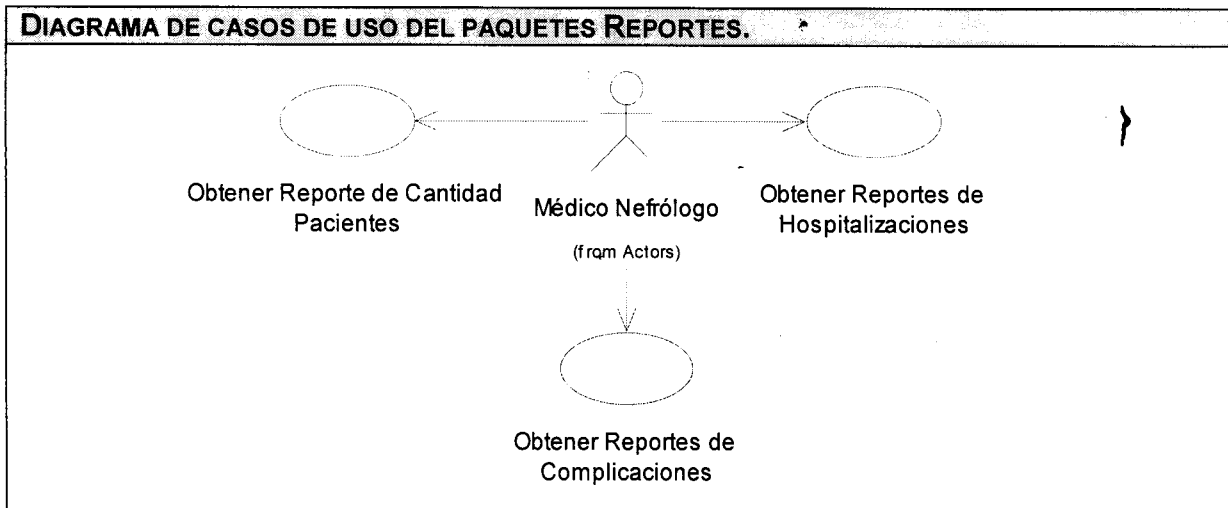 DIAGRAMA DE CASOS DE USO DEL PAQUETES REPORTES.
Obtener Reporte de Cantidad
Pacientes
Médico Nefrólogo
(from Actors)
Obtener Reportes de
Hospitalizaciones
Obtener Reportes de
Complicaciones